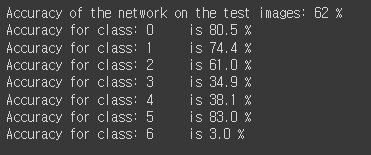 Accuracy of the network on the test images: 62 %
Accuracy for class: 0 is 80.5 %
Accuracy for class: 1 is 74.4 %
Accuracy for class: 2 is 61.0 %
Accuracy for class: 3 is 34.9 %
Accuracy for class: 4 is 38.1 %
Accuracy for class: 5 is 83.0 %
Accuracy for class: 6 is 3.0 %